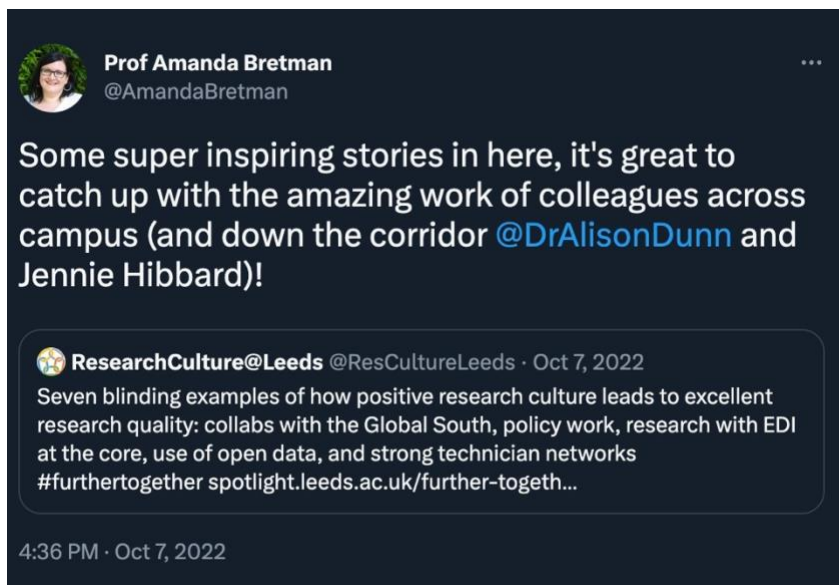 Prof Amanda Bretman
@AmandaBretman
Some super inspiring stories in here, it's great to
catch up with the amazing work of colleagues across
campus (and down the corridor @DrAlisonDunn and
Jennie Hibbard)!
ResearchCulture@Leeds @ResCultureLeeds · Oct 7, 2022
Seven blinding examples of how positive research culture leads to excellent
research quality: collabs with the Global South, policy work, research with EDI
at the core, use of open data, and strong technician networks
#furthertogether spotlight.leeds.ac.uk/further-togeth...
4:36 PM · Oct 7, 2022